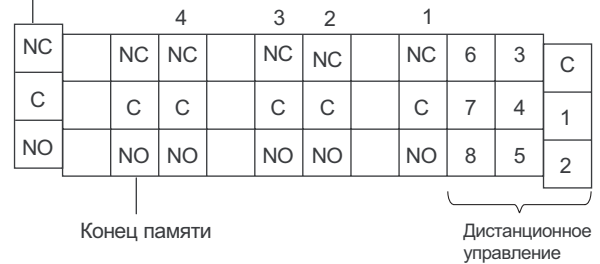 4 3 2 1
NC NC NC NC NC NC 6 3 C
C C C C C C 7 4 1
NO NO NO NO NO NO 8 5 2
Конец памяти
Дистанционное
управление